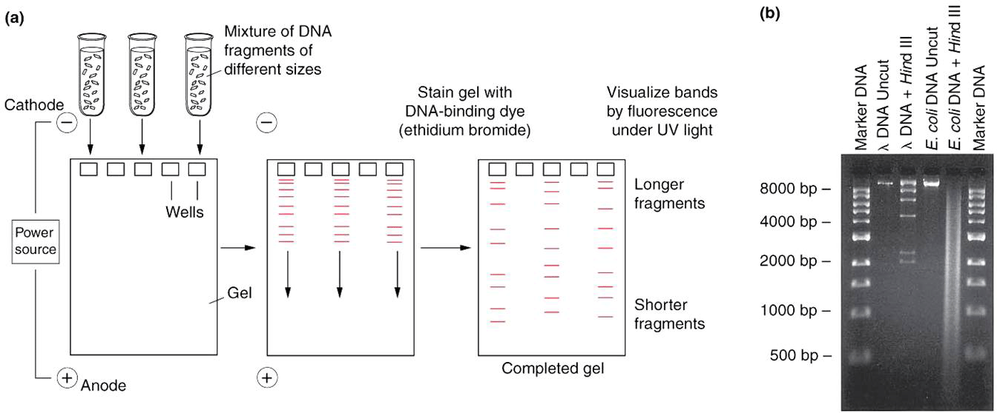 (a)
Mixture of DNA
fragments of
different sizes
Cathode
−
Power
source
+
Anode
Wells
Gel
−
+
Stain gel with
DNA-binding dye
(ethidium bromide)
Visualize bands
by fluorescence
under UV light
Longer
fragments
Shorter
fragments
Completed gel
(b)
Marker DNA
λ DNA Uncut
λ DNA + Hind III
E. coli DNA Uncut
E. coli DNA + Hind III
Marker DNA
8000 bp –
4000 bp –
2000 bp –
1000 bp –
500 bp –